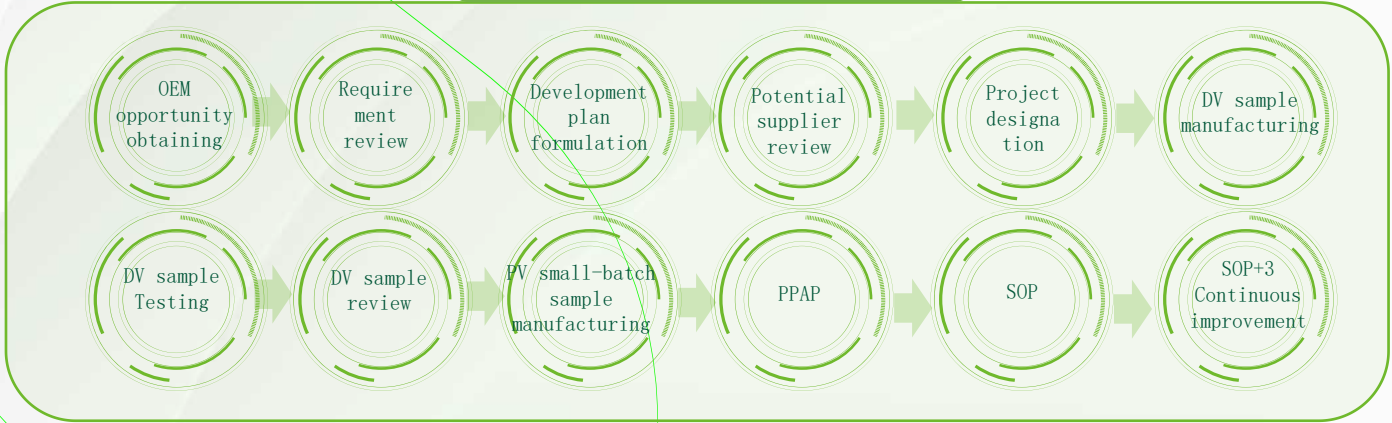 OEM
opportunity
obtaining
Require
ment
review
Development
plan
formulation
Potential
supplier
review
Project
designa
tion
DV sample
manufacturing
DV sample
Testing
DV sample
review
PV small-batch
sample
manufacturing
PPAP
SOP
SOP+3
Continuous
improvement